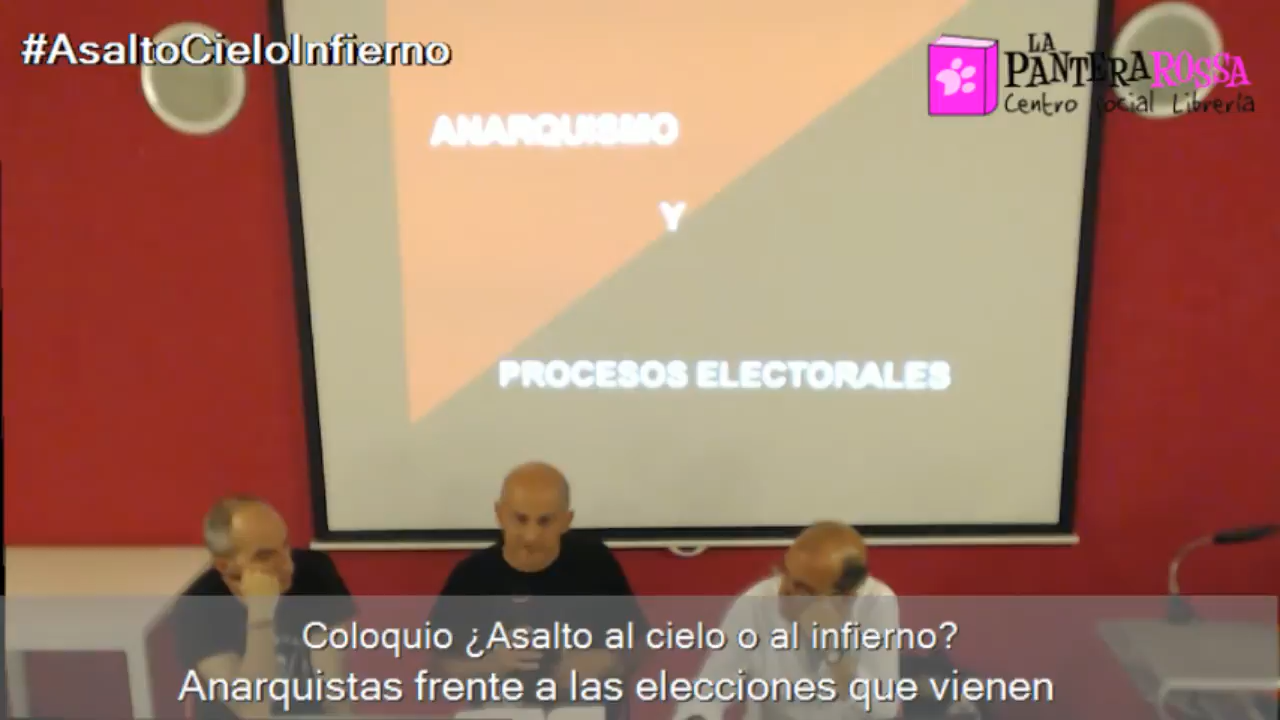 #AsaltoCieloInfierno
LA
PANTERA ROSSA
Centro Social Librería
ANARQUISMO
Y
PROCESOS ELECTORALES
Coloquio ¿Asalto al cielo o al infierno?
Anarquistas frente a las elecciones que vienen